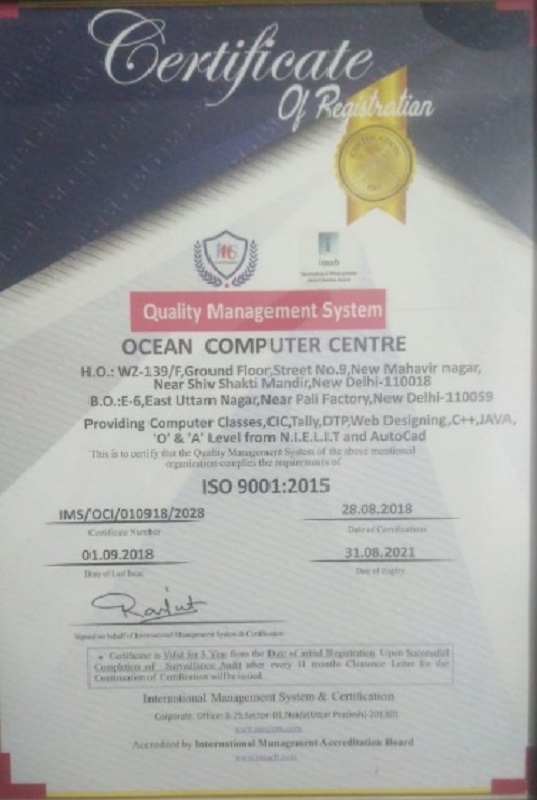 Certificate
Of Registration
CERTIFICATION
ISO
IMS
imab
Quality Management System
OCEAN COMPUTER CENTRE
H.O.: WZ-139/F,Ground Floor,Street No.9,New Mahavir nagar,
Near Shiv Shakti Mandir,New Delhi-110018
B.O.:E-6,East Uttam Nagar,Near Pali Factory,New Delhi-110059
Providing Computer Classes,CIC,Tally,DTP,Web Designing,C++,JAVA,
'O' & 'A' Level from N.I.E.L.I.T and AutoCad
This is to certify that the Quality Management System of the above mentioned
organization complies the requirements of
ISO 9001:2015
IMS/OCI/010918/2028
28.08.2018
Certificate Number
Date of Certifications
01.09.2018
31.08.2021
Date of Last Issue
Date of Expiry
Signed on behalf of International Management System & Certification
Certificate is Valid for 3 Year from the Date of initial Registration Upon Successful
Completion of Surveillance Audit after every 11 months Clearance Letter for the
Continuation of Certification will be issued
International Management System & Certification
Corporate. Office: B-29,Sector-01,Noida(Uttar Pradesh)-201301
Accredited by International Management Accreditation Board